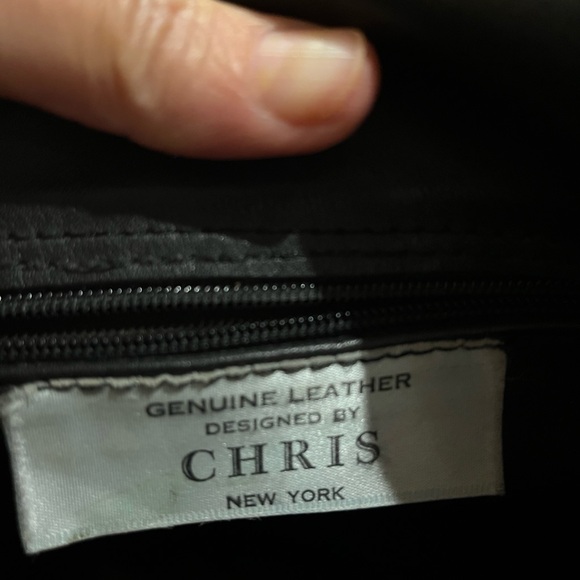 GENUINE LEATHER
DESIGNED BY
CHRIS
NEW YORK